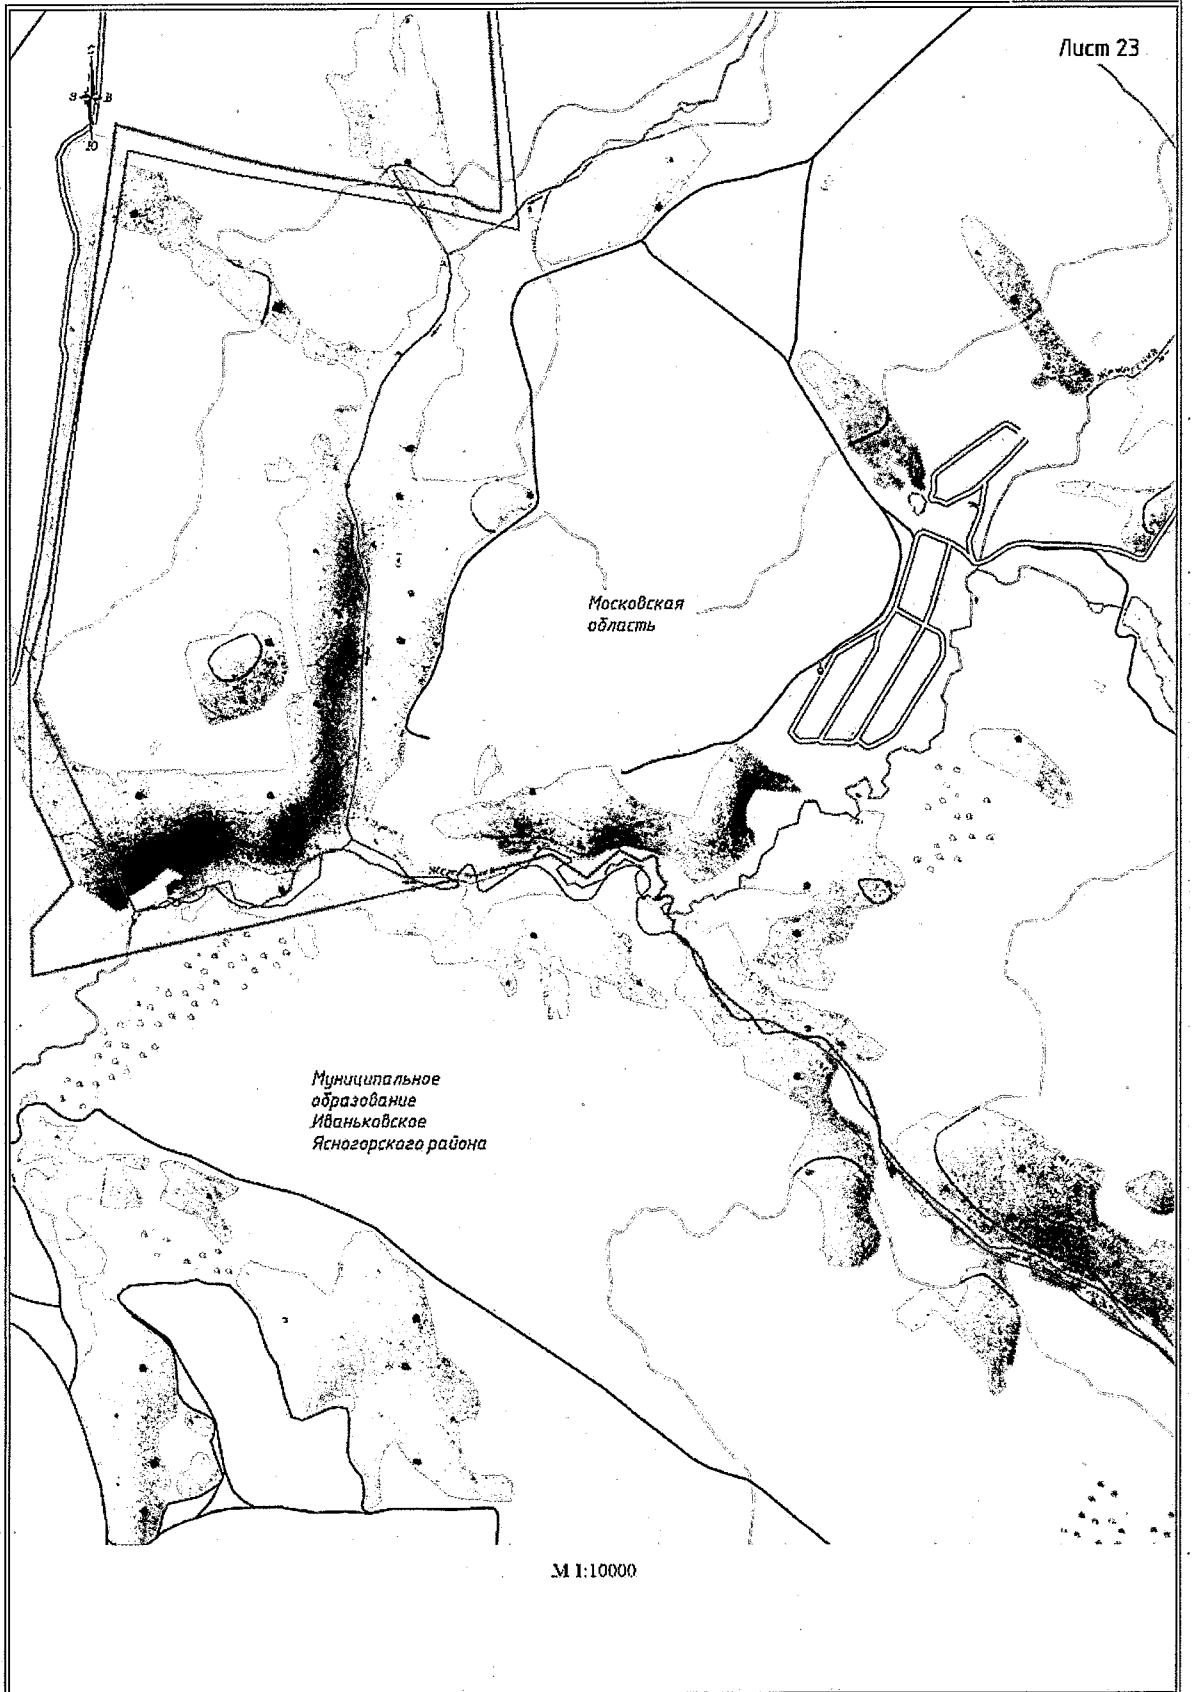 Лист 23
С
З В
Ю
Московская
область
Муниципальное
образование
Иваньковское
Ясногорского района
М 1:10000